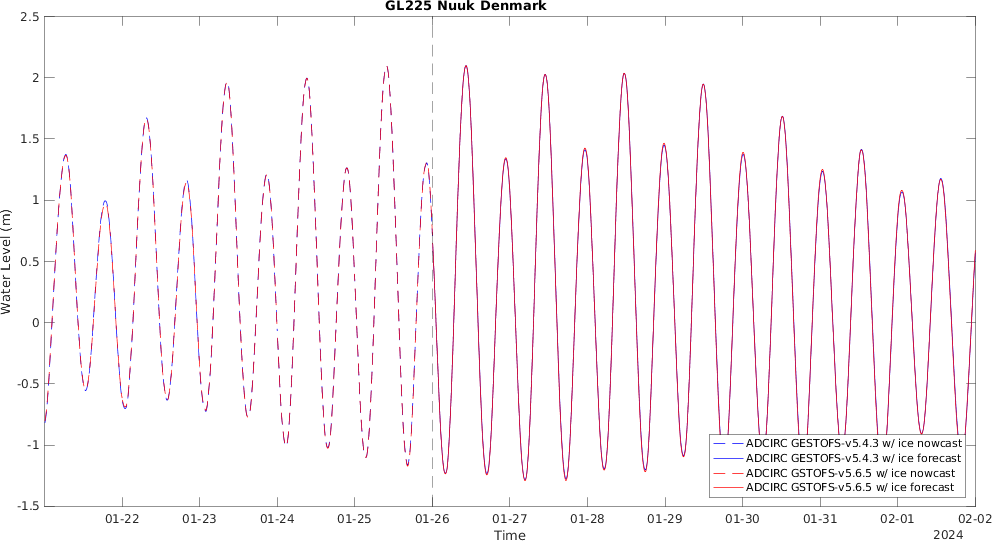 GL225 Nuuk Denmark
2.5
2
1.5
1
0.5
0
-0.5
-1
-1.5
Water Level (m)
ADCIRC GESTOFS-v5.4.3 w/ ice nowcast
ADCIRC GESTOFS-v5.4.3 w/ ice forecast
ADCIRC GSTOFS-v5.6.5 w/ ice nowcast
ADCIRC GSTOFS-v5.6.5 w/ ice forecast
01-22 01-23 01-24 01-25 01-26 01-27 01-28 01-29 01-30 01-31 02-01 02-02
Time
2024